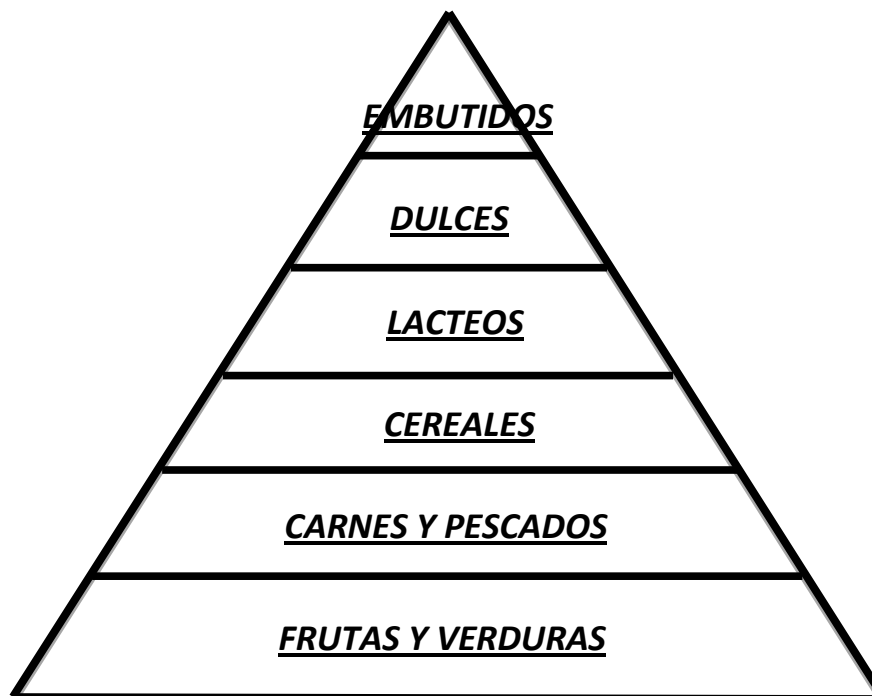 EMBUTIDOS
DULCES
LACTEOS
CEREALES
CARNES Y PESCADOS
FRUTAS Y VERDURAS